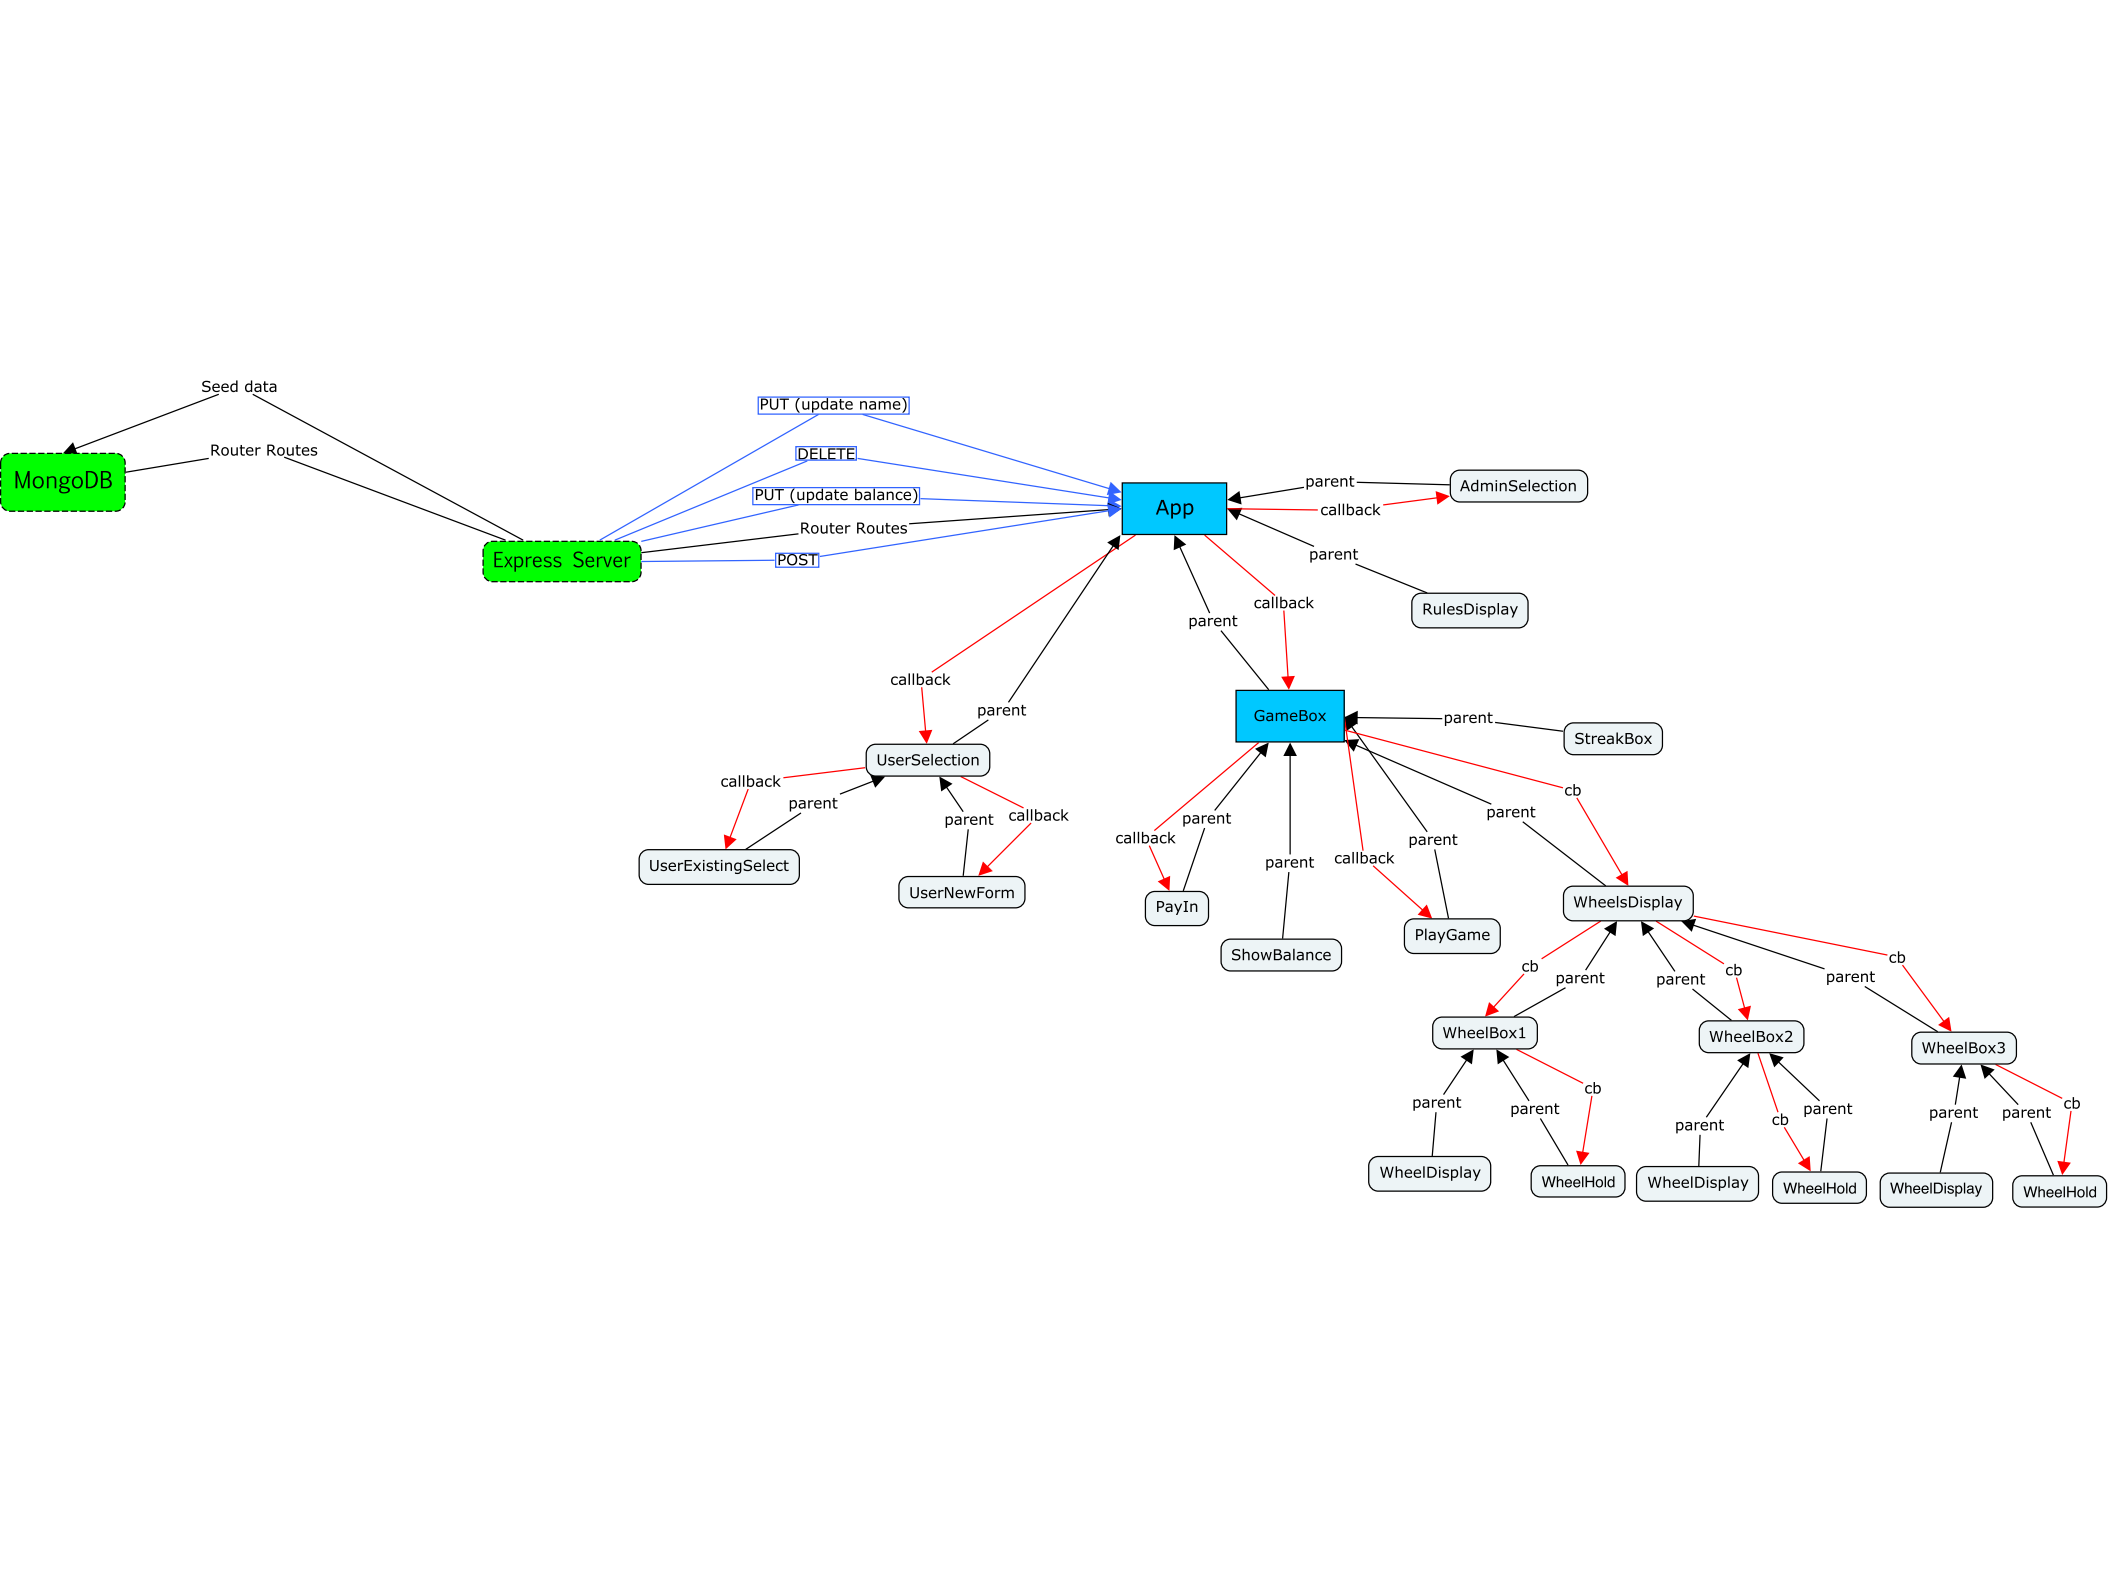 Seed data
PUT (update name)
Router Routes
DELETE
MongoDB
PUT (update balance)
App
parent
AdminSelection
callback
Router Routes
Express Server
POST
parent
callback
RulesDisplay
parent
callback
parent
GameBox
parent
StreakBox
UserSelection
callback
parent
parent
callback
callback
parent
cb
parent
UserExistingSelect
UserNewForm
parent
callback
parent
PayIn
WheelsDisplay
PlayGame
ShowBalance
cb
parent
parent
cb
parent
cb
WheelBox1
WheelBox2
WheelBox3
parent
parent
cb
parent
cb
parent
parent
parent
cb
WheelDisplay
WheelHold
WheelDisplay
WheelHold
WheelDisplay
WheelHold